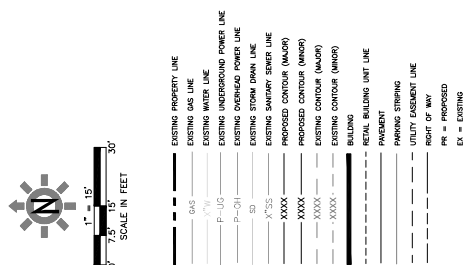 N
1" = 15'
0'
7.5'
15'
30'
SCALE IN FEET
EXISTING PROPERTY LINE
GAS EXISTING GAS LINE
X"W EXISTING WATER LINE
P-UG EXISTING UNDERGROUND POWER LINE
P-OH EXISTING OVERHEAD POWER LINE
SD EXISTING STORM DRAIN LINE
X"SS EXISTING SANITARY SEWER LINE
XXXX PROPOSED CONTOUR (MAJOR)
XXXX PROPOSED CONTOUR (MINOR)
XXXX EXISTING CONTOUR (MAJOR)
XXXX EXISTING CONTOUR (MINOR)
BUILDING
RETAIL BUILDING UNIT LINE
PAVEMENT
PARKING STRIPING
UTILITY EASEMENT LINE
RIGHT OF WAY
PR = PROPOSED
EX = EXISTING